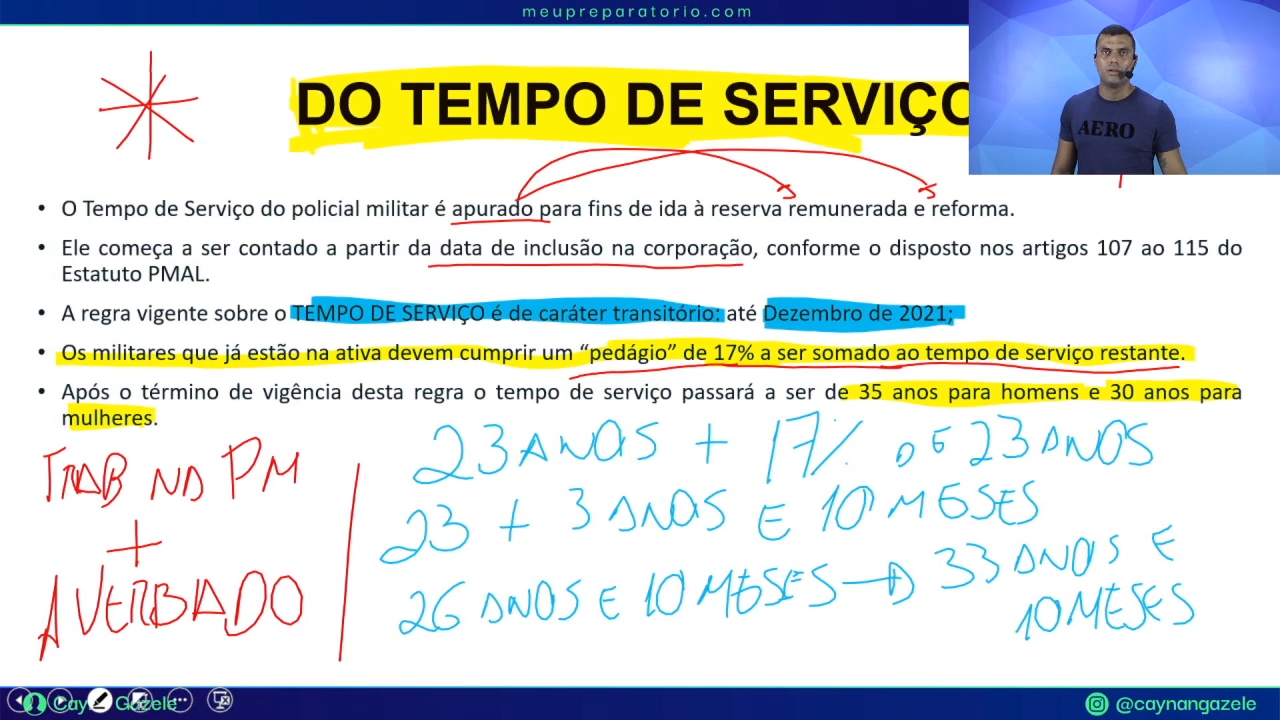 meupreparatorio.com
DO TEMPO DE SERVIÇO
AERO
• O Tempo de Serviço do policial militar é apurado para fins de ida à reserva remunerada e reforma.
• Ele começa a ser contado a partir da data de inclusão na corporação, conforme o disposto nos artigos 107 ao 115 do
Estatuto PMAL.
• A regra vigente sobre o TEMPO DE SERVIÇO é de caráter transitório: até Dezembro de 2021;
• Os militares que já estão na ativa devem cumprir um “pedágio” de 17% a ser somado ao tempo de serviço restante.
• Após o término de vigência desta regra o tempo de serviço passará a ser de 35 anos para homens e 30 anos para
mulheres.
TRAB NA PM
+
AVERBADO
23 ANOS + 17% DE 23 ANOS
23 + 3 ANOS E 10 MESES
26 ANOS E 10 MESES → 33 ANOS E
10 MESES
Gazele
@caynangazele